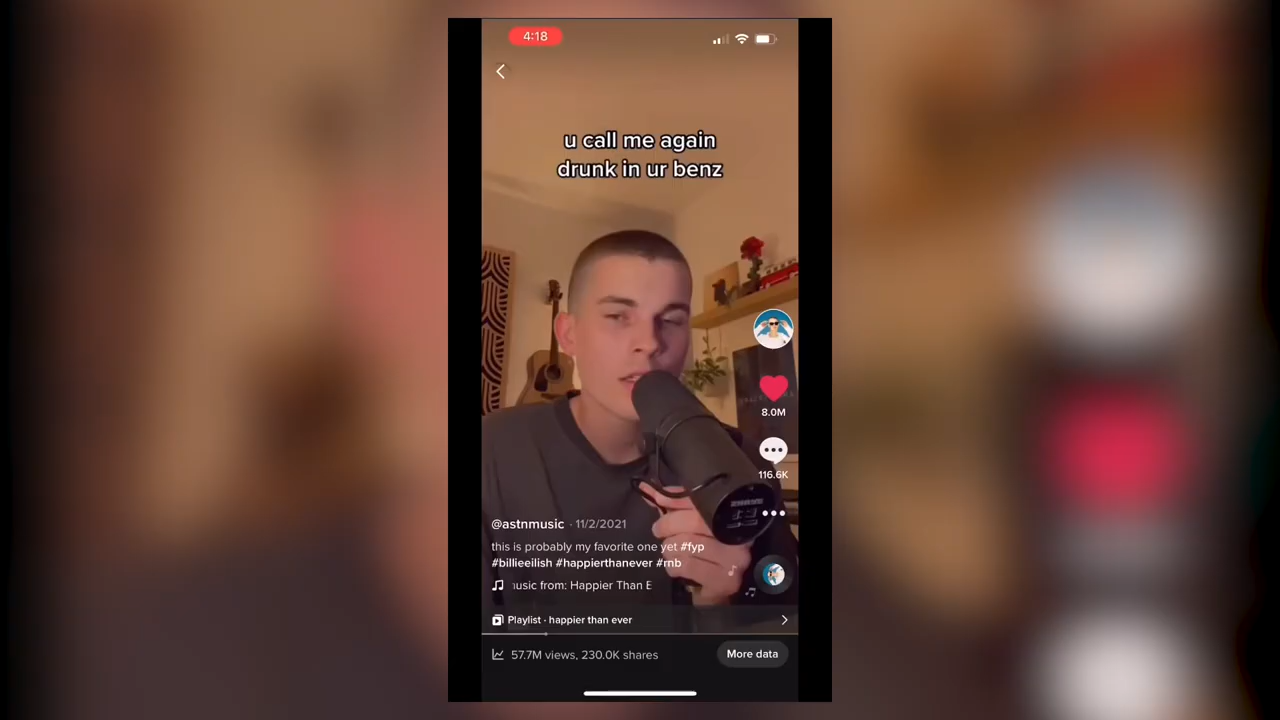 4:18
u call me again
drunk in ur benz
8.0M
116.6K
@astnmusic · 11/2/2021
this is probably my favorite one yet #fyp
#billieeilish #happierthanever #rnb
usic from: Happier Than E
Playlist · happier than ever
57.7M views, 230.0K shares
More data